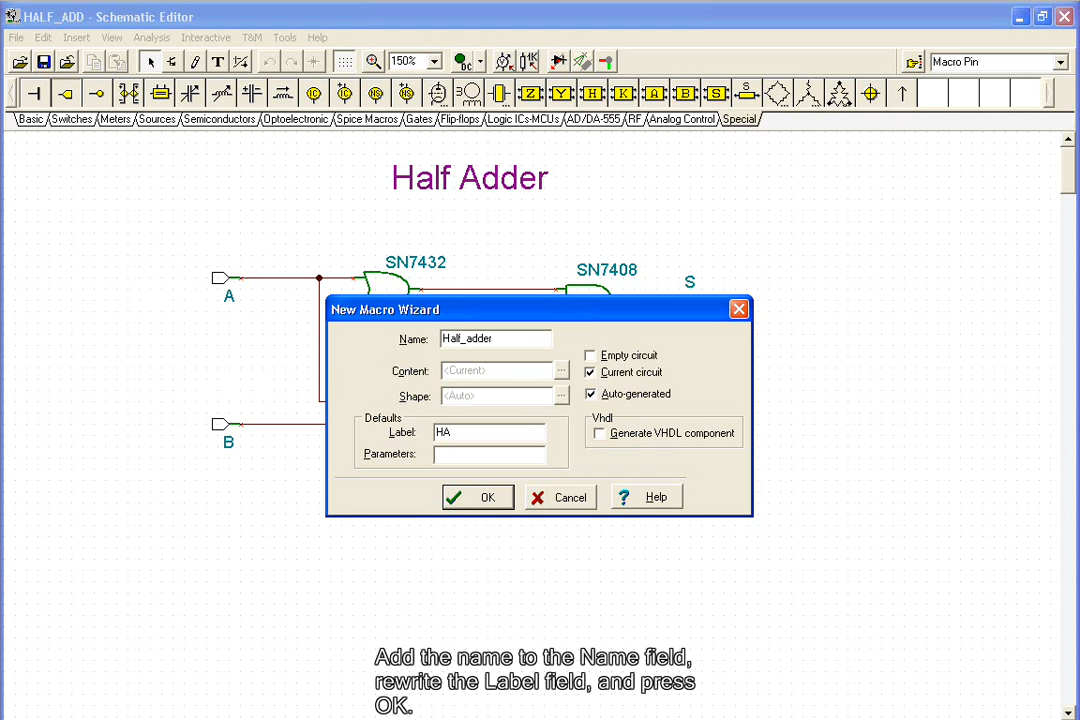 HALF_ADD - Schematic Editor
File Edit Insert View Analysis Interactive T&M Tools Help
T 150% DC 1K Macro Pin
Z Y H K A B S S
Basic Switches Meters Sources Semiconductors Optoelectronic Spice Macros Gates Flip-flops Logic ICs-MCUs AD/DA-555 RF Analog Control Special
Half Adder
SN7432
SN7408
S
A
B
New Macro Wizard
Name: Half_adder
Empty circuit
Content: <Current> ...
Current circuit
Shape: <Auto> ...
Auto-generated
Defaults
Label: HA
Parameters:
Vhdl
Generate VHDL component
OK Cancel ? Help
Add the name to the Name field,
rewrite the Label field, and press
OK.